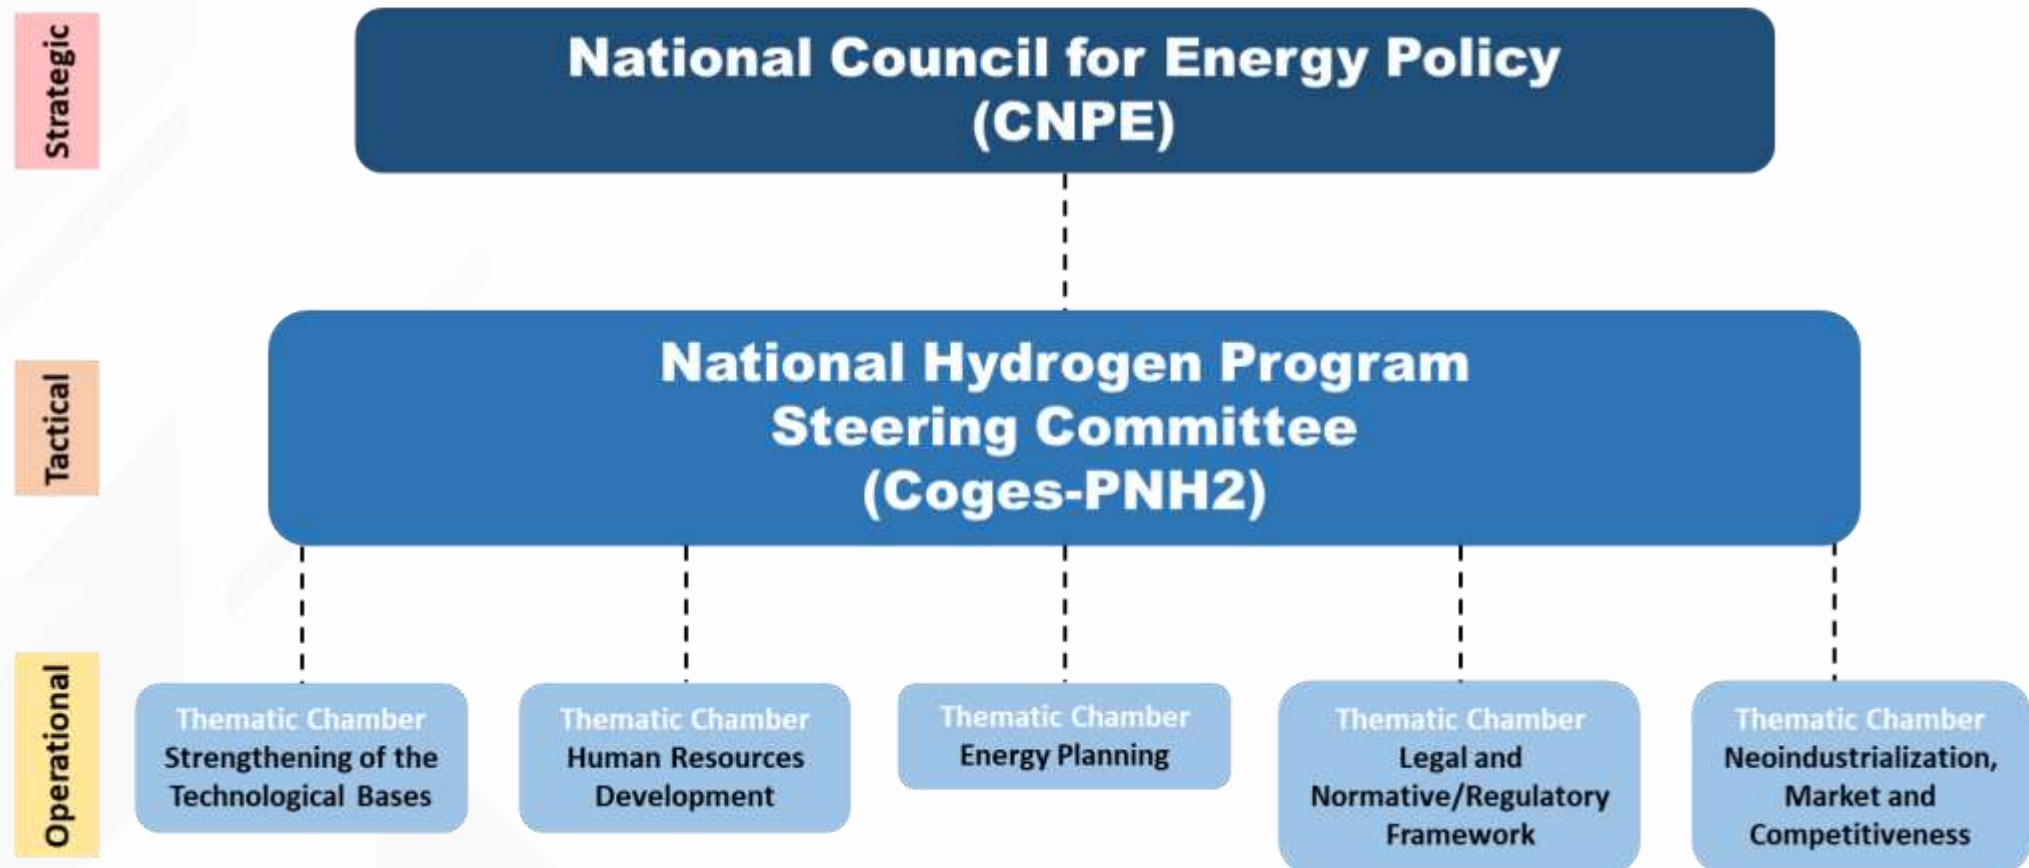 Strategic
National Council for Energy Policy
(CNPE)
Tactical
National Hydrogen Program
Steering Committee
(Coges-PNH2)
Operational
Thematic Chamber
Strengthening of the
Technological Bases
Thematic Chamber
Human Resources
Development
Thematic Chamber
Energy Planning
Thematic Chamber
Legal and
Normative/Regulatory
Framework
Thematic Chamber
Neoindustrialization,
Market and
Competitiveness